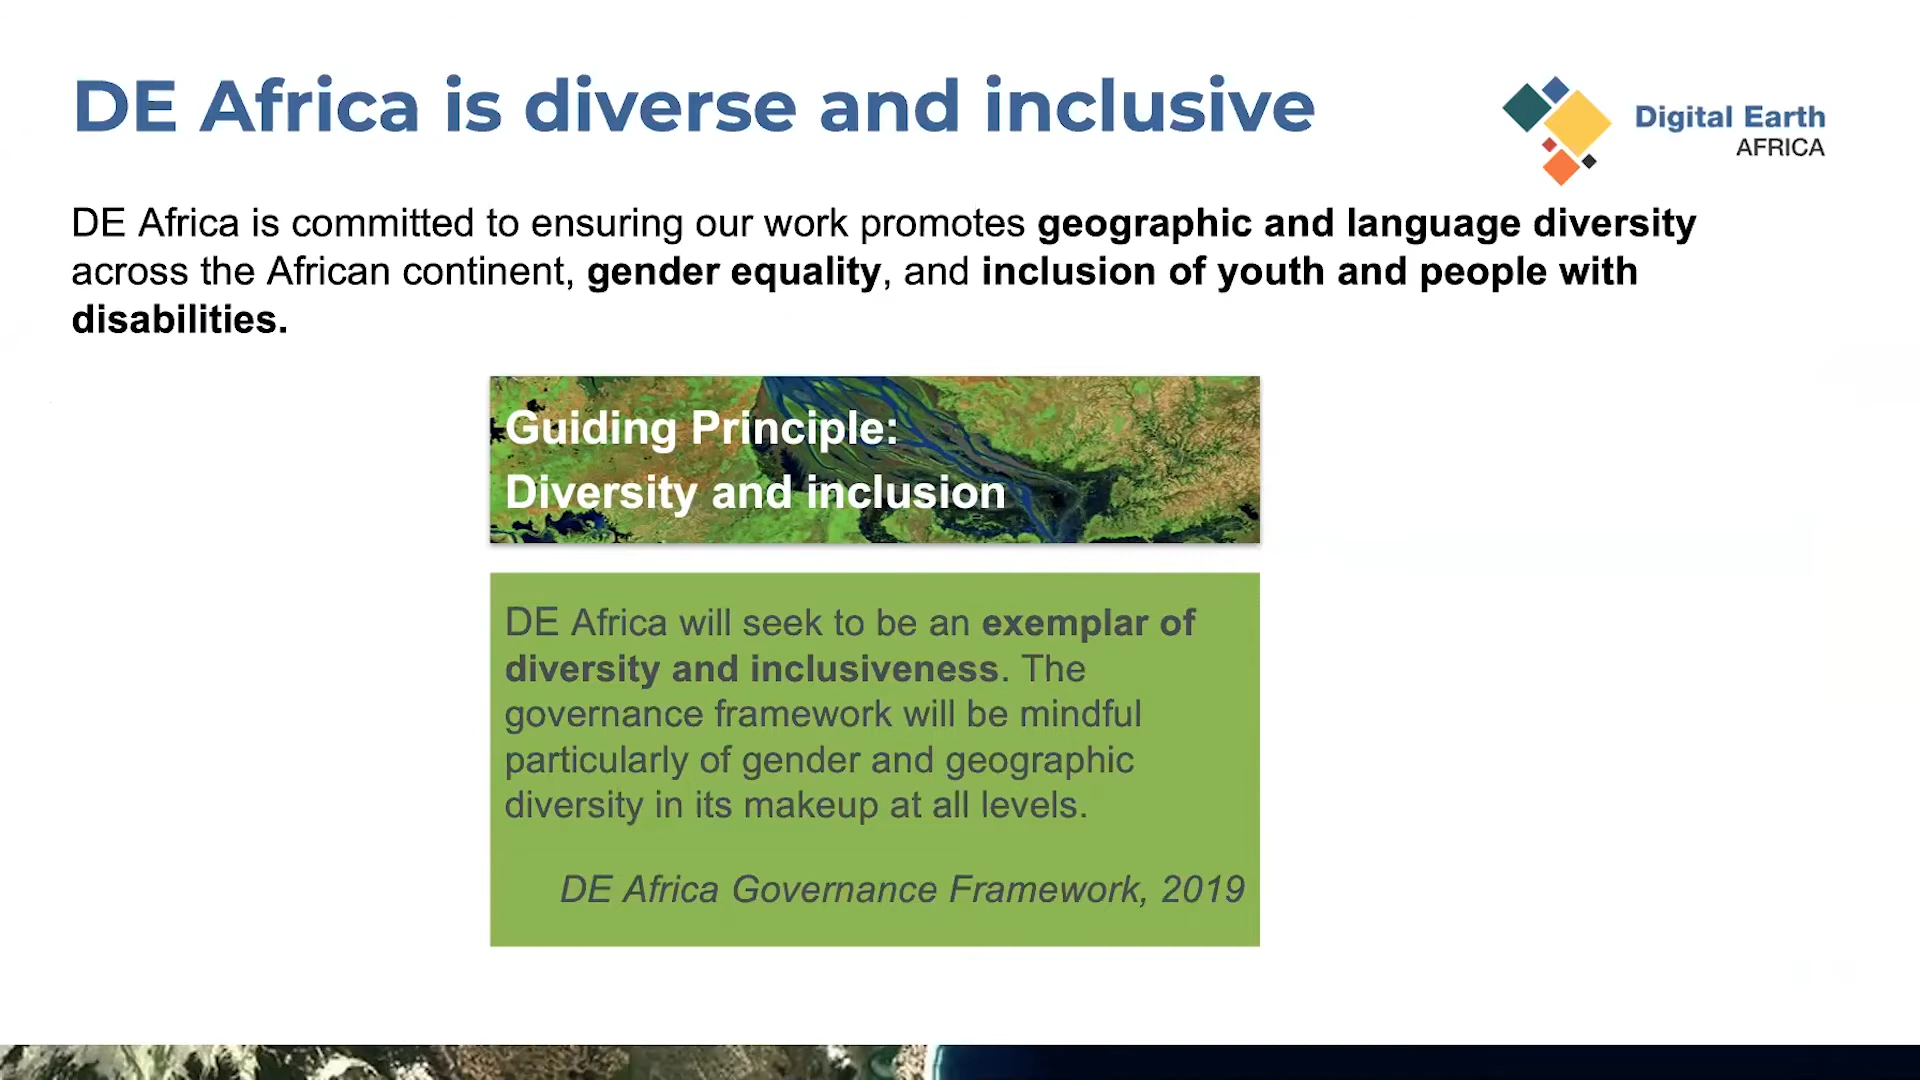 DE Africa is diverse and inclusive
Digital Earth
AFRICA
DE Africa is committed to ensuring our work promotes geographic and language diversity
across the African continent, gender equality, and inclusion of youth and people with
disabilities.
Guiding Principle:
Diversity and inclusion
DE Africa will seek to be an exemplar of
diversity and inclusiveness. The
governance framework will be mindful
particularly of gender and geographic
diversity in its makeup at all levels.
DE Africa Governance Framework, 2019